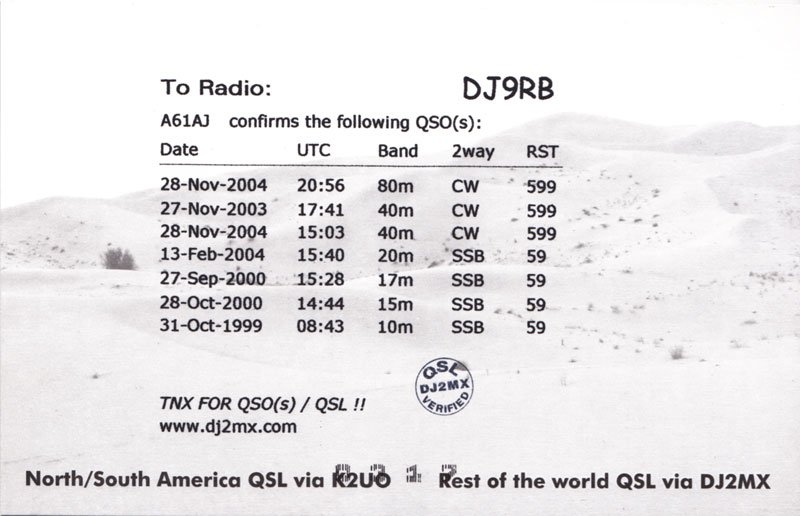 To Radio: DJ9RB
A61AJ confirms the following QSO(s):
Date UTC Band 2way RST
28-Nov-2004 20:56 80m CW 599
27-Nov-2003 17:41 40m CW 599
28-Nov-2004 15:03 40m CW 599
13-Feb-2004 15:40 20m SSB 59
27-Sep-2000 15:28 17m SSB 59
28-Oct-2000 14:44 15m SSB 59
31-Oct-1999 08:43 10m SSB 59
QSL
DJ2MX
VERIFIED
TNX FOR QSO(s) / QSL !!
www.dj2mx.com
North/South America QSL via K2UO Rest of the world QSL via DJ2MX